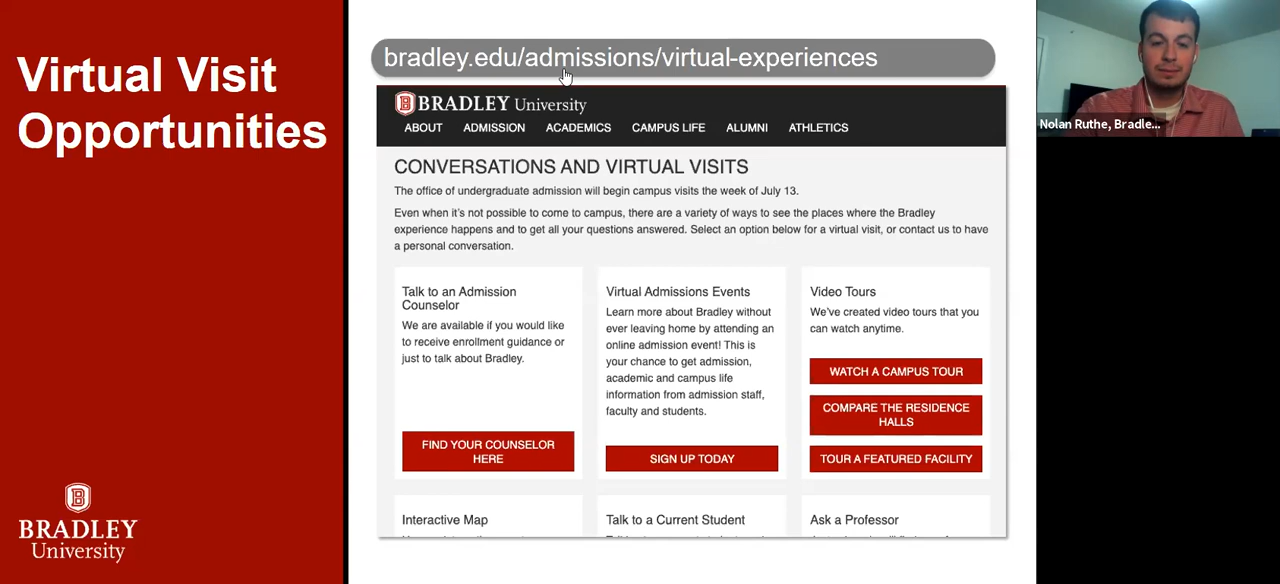 Virtual Visit
Opportunities
BRADLEY
University
bradley.edu/admissions/virtual-experiences
BRADLEY University
ABOUT ADMISSION ACADEMICS CAMPUS LIFE ALUMNI ATHLETICS
CONVERSATIONS AND VIRTUAL VISITS
The office of undergraduate admission will begin campus visits the week of July 13.
Even when it's not possible to come to campus, there are a variety of ways to see the places where the Bradley
experience happens and to get all your questions answered. Select an option below for a virtual visit, or contact us to have
a personal conversation.
Talk to an Admission
Counselor
We are available if you would like
to receive enrollment guidance or
just to talk about Bradley.
FIND YOUR COUNSELOR
HERE
Virtual Admissions Events
Learn more about Bradley without
ever leaving home by attending an
online admission event! This is
your chance to get admission,
academic and campus life
information from admission staff,
faculty and students.
SIGN UP TODAY
Video Tours
We've created video tours that you
can watch anytime.
WATCH A CAMPUS TOUR
COMPARE THE RESIDENCE
HALLS
TOUR A FEATURED FACILITY
Interactive Map
Talk to a Current Student
Ask a Professor
Nolan Ruthe, Bradle...